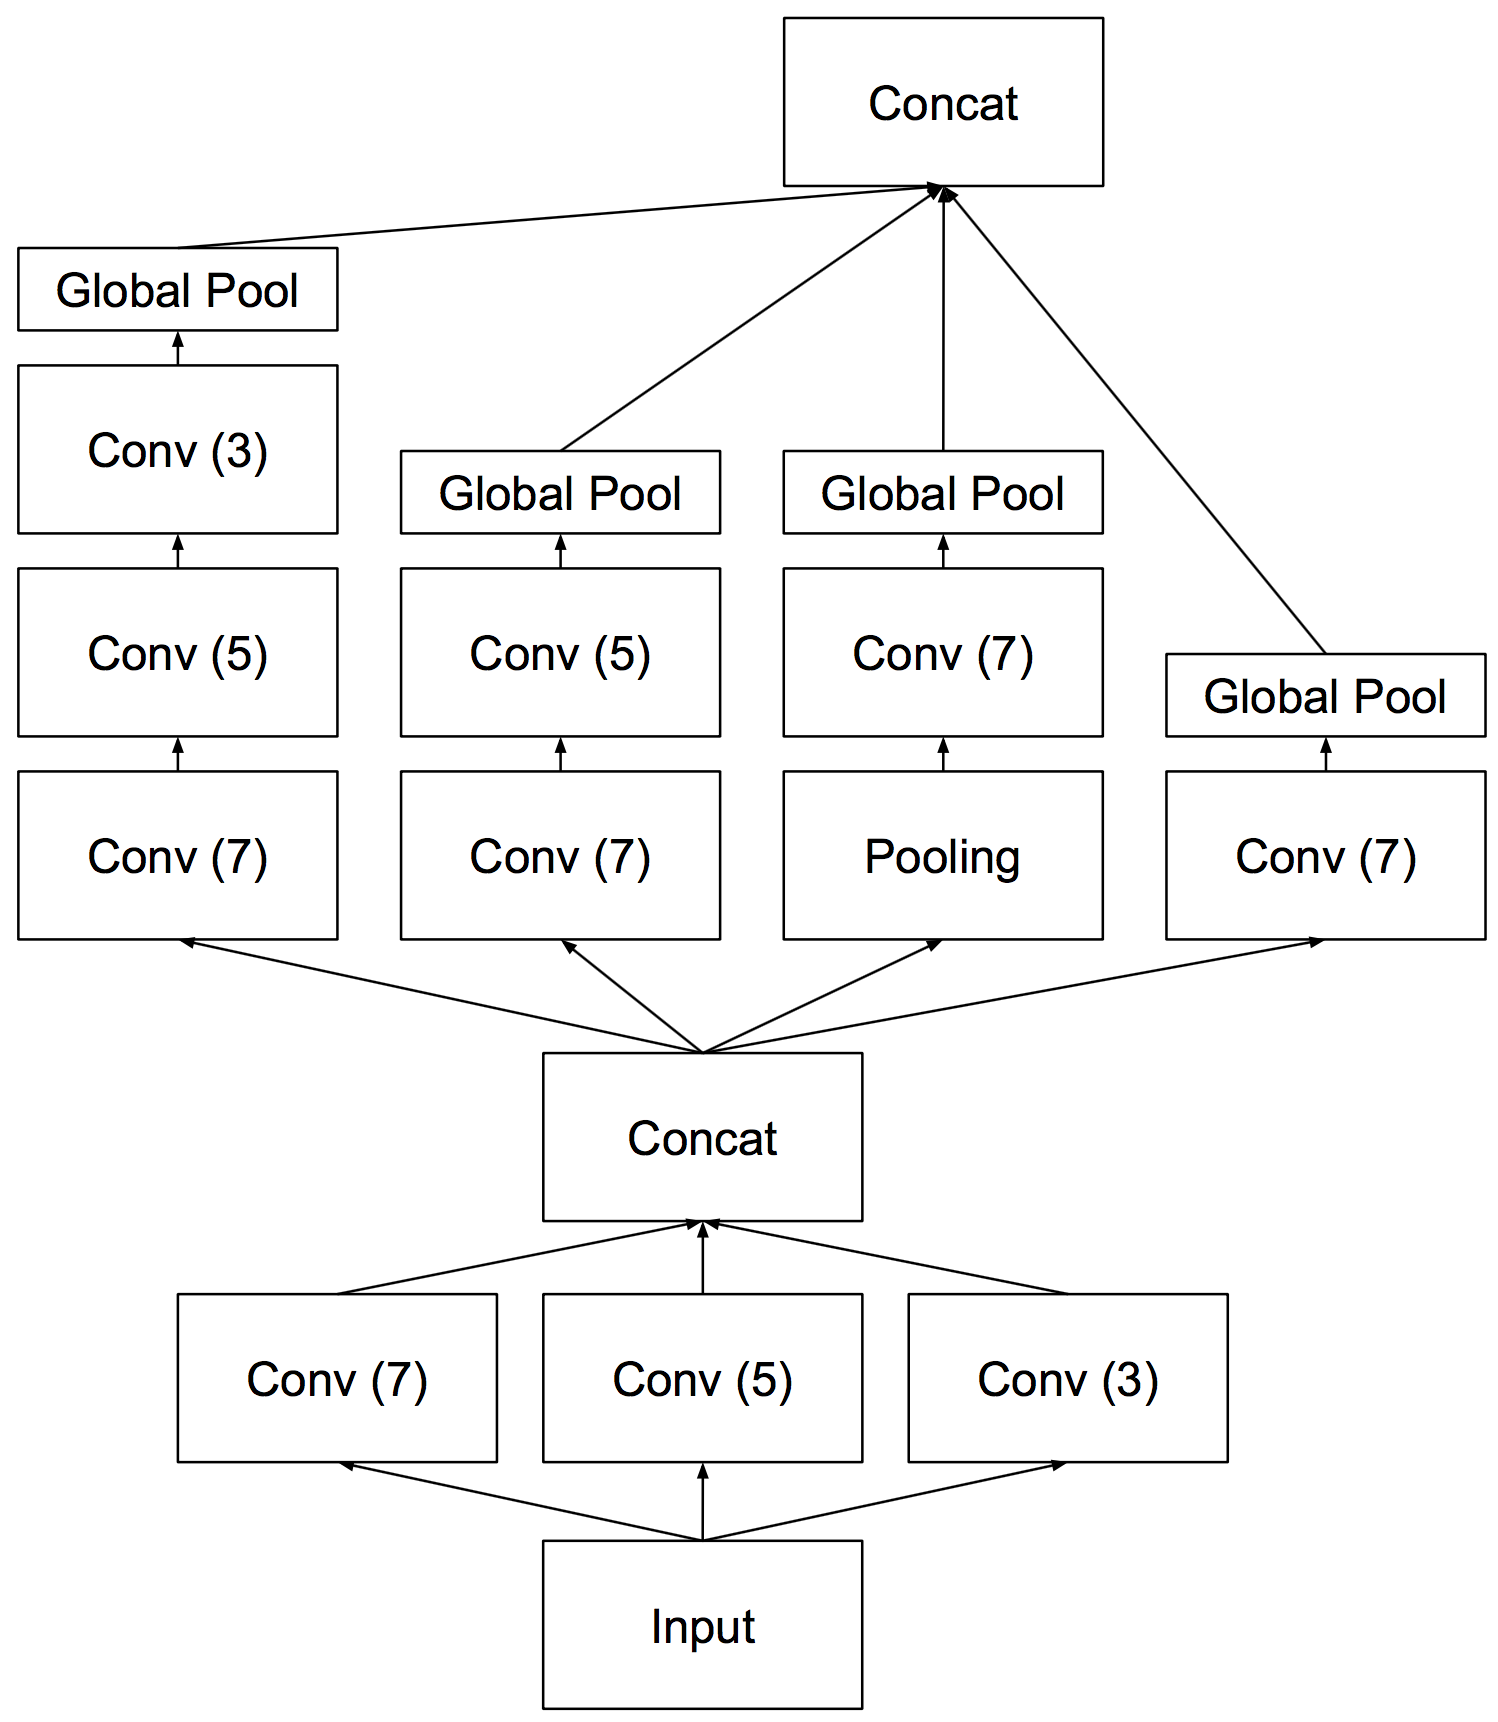 Concat
Global Pool
Conv (3)
Global Pool
Global Pool
Conv (5)
Conv (5)
Conv (7)
Global Pool
Conv (7)
Conv (7)
Pooling
Conv (7)
Concat
Conv (7)
Conv (5)
Conv (3)
Input